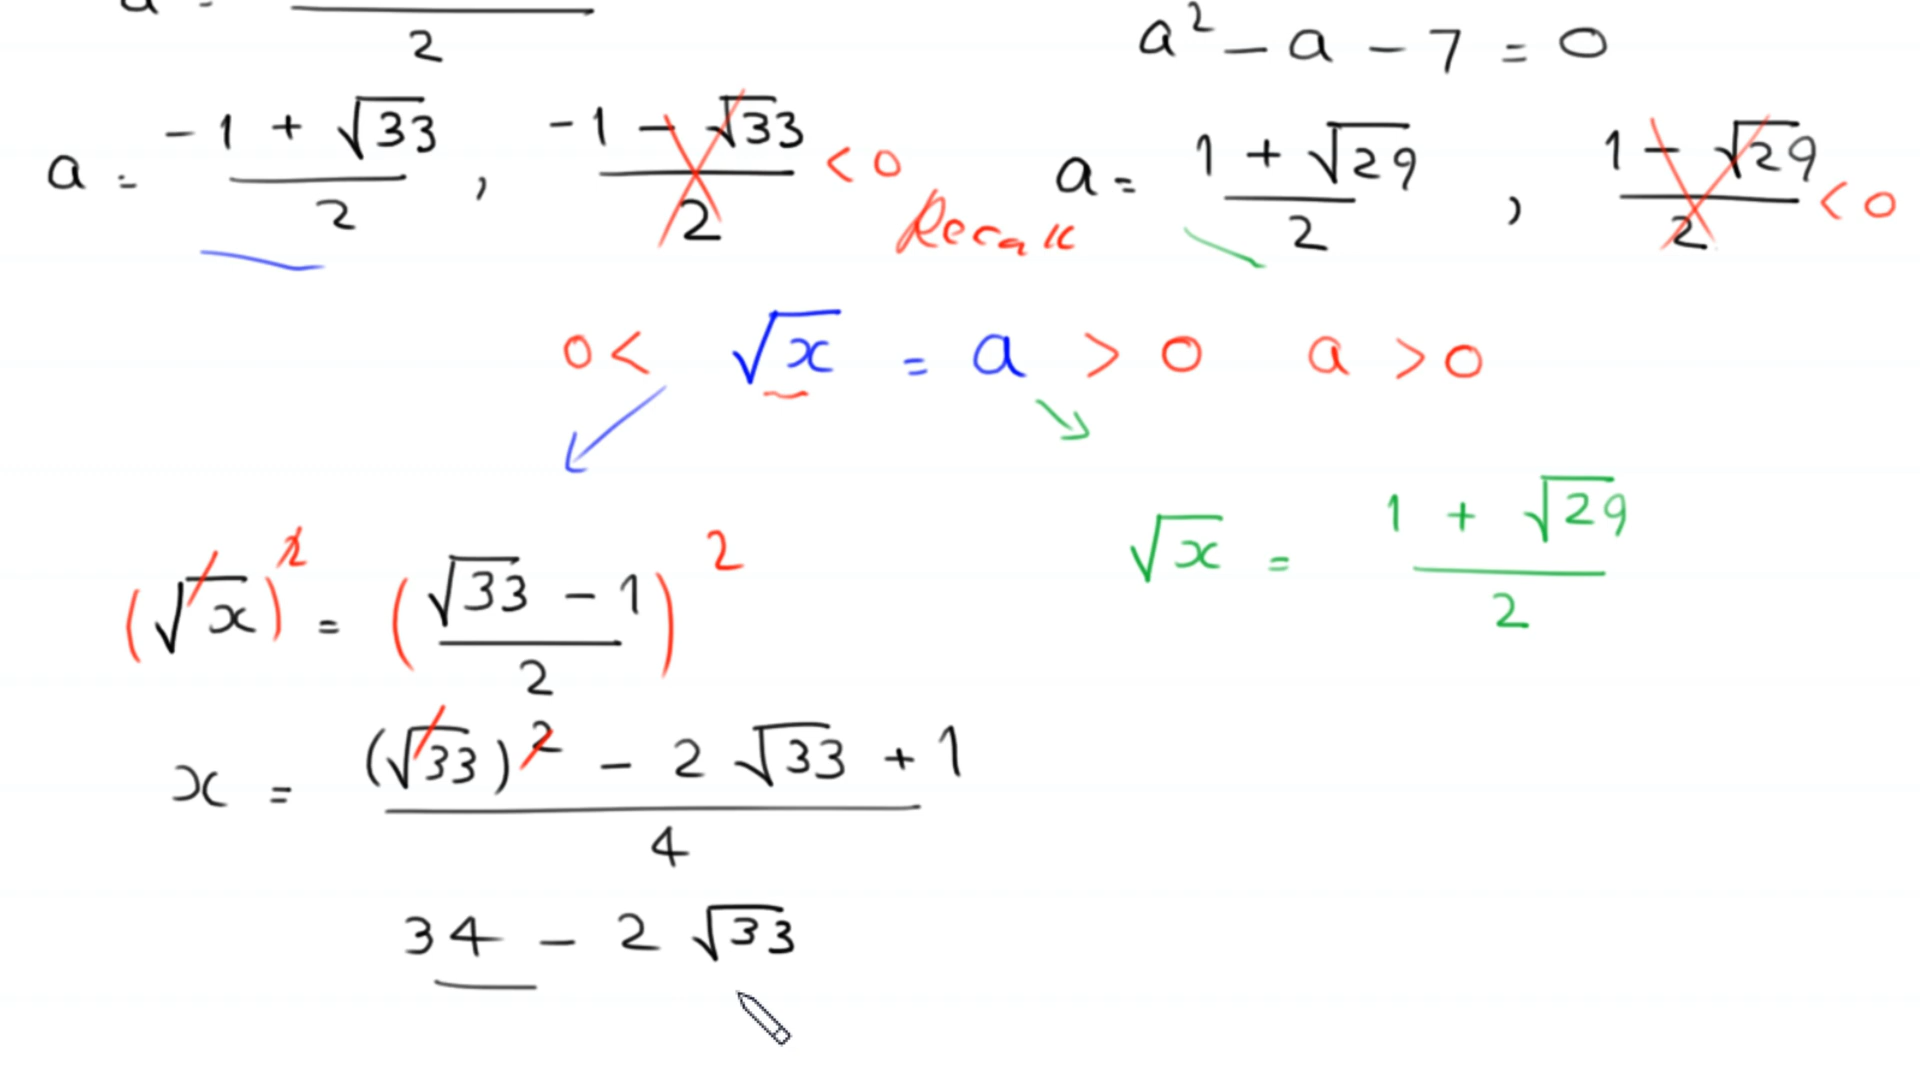 a = ―――
2
a² - a - 7 = 0
a = (-1 + √33)/2 , (-1 - √33)/2 < 0
Recall
a = (1 + √29)/2 , (1 - √29)/2 < 0
0 < √x = a > 0 a > 0
(√x)² = ((√33 - 1)/2)²
√x = (1 + √29)/2
x = ((√33)² - 2√33 + 1)/4
34 - 2√33